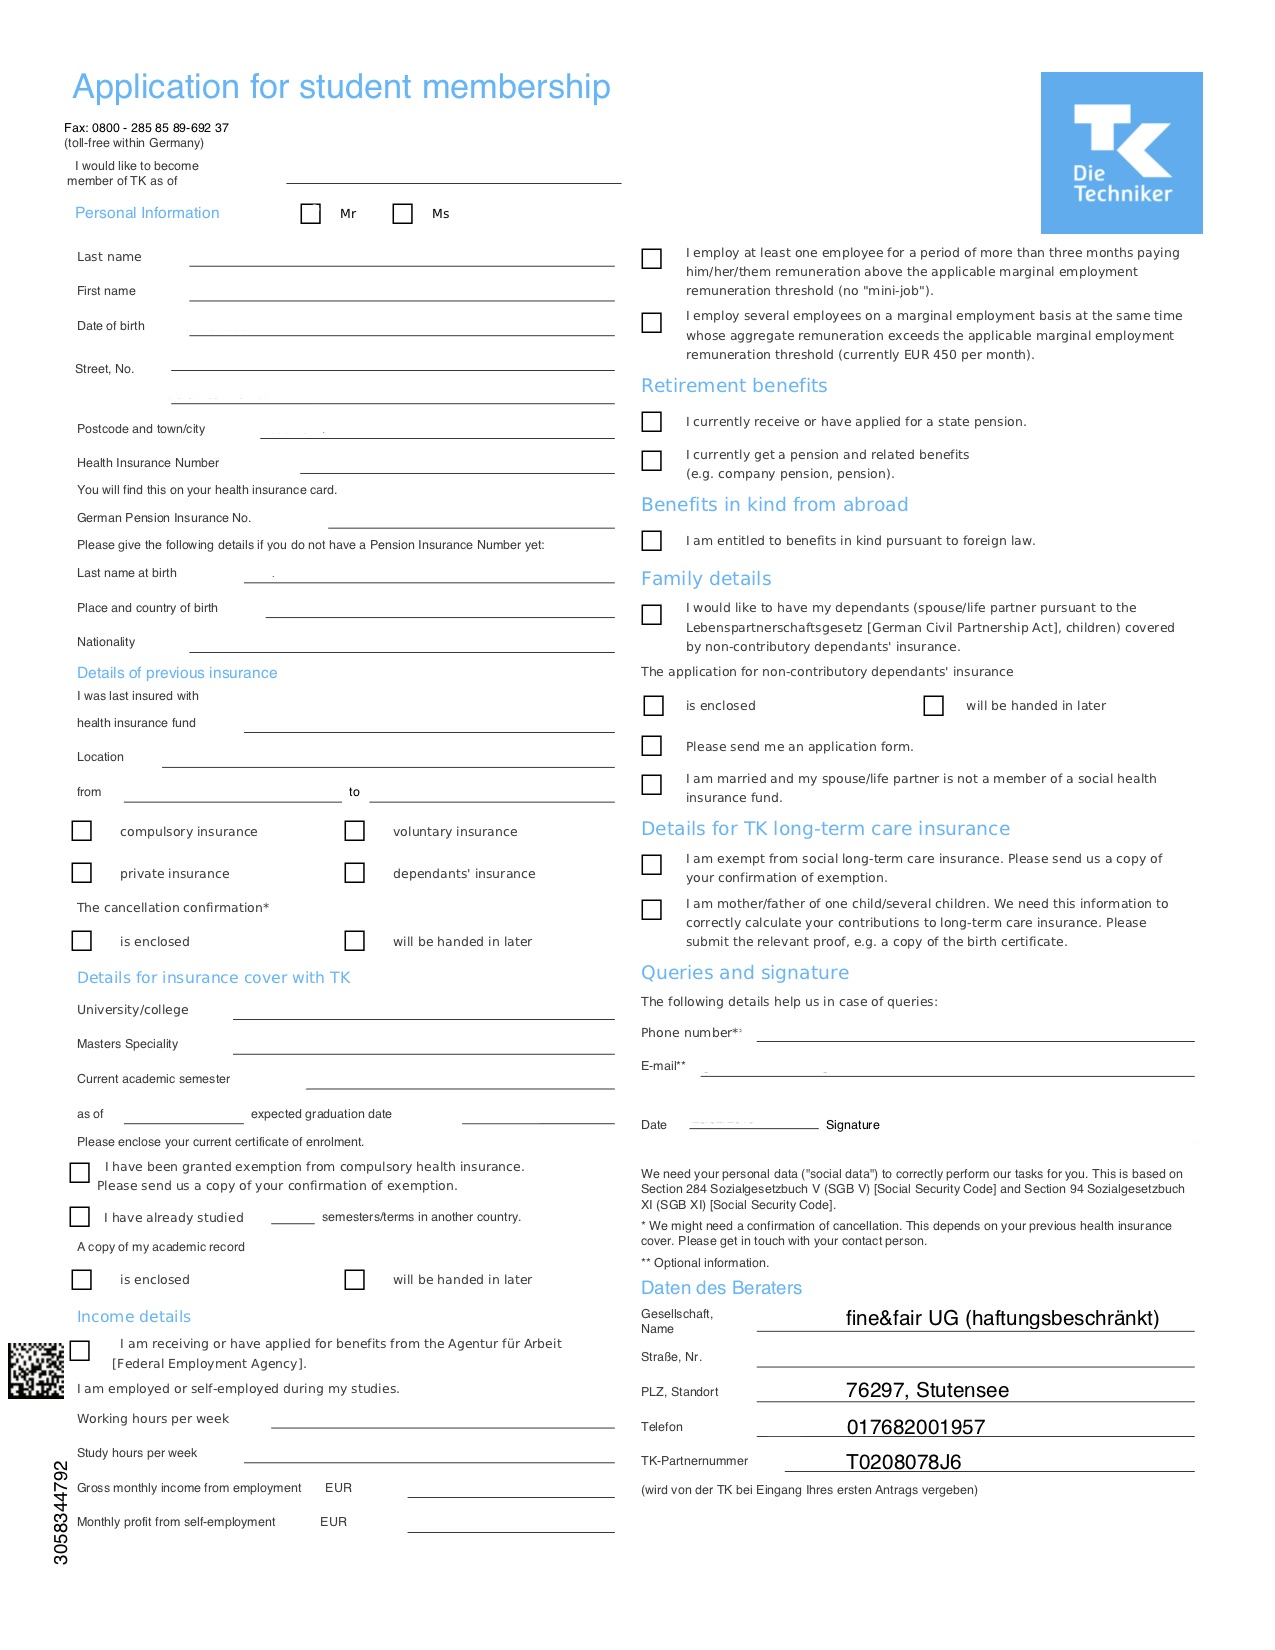 Application for student membership
Fax: 0800 - 285 85 89-692 37
(toll-free within Germany)
I would like to become
member of TK as of
TK
Die
Techniker
Personal Information
Mr
Ms
Last name
First name
Date of birth
Street, No.
Postcode and town/city
Health Insurance Number
You will find this on your health insurance card.
German Pension Insurance No.
Please give the following details if you do not have a Pension Insurance Number yet:
Last name at birth
Place and country of birth
Nationality
Details of previous insurance
I was last insured with
health insurance fund
Location
from to
compulsory insurance voluntary insurance
private insurance dependants' insurance
The cancellation confirmation*
is enclosed will be handed in later
Details for insurance cover with TK
University/college
Masters Speciality
Current academic semester
as of expected graduation date
Please enclose your current certificate of enrolment.
I have been granted exemption from compulsory health insurance.
Please send us a copy of your confirmation of exemption.
I have already studied semesters/terms in another country.
A copy of my academic record
is enclosed will be handed in later
Income details
I am receiving or have applied for benefits from the Agentur für Arbeit
[Federal Employment Agency].
I am employed or self-employed during my studies.
Working hours per week
Study hours per week
Gross monthly income from employment EUR
Monthly profit from self-employment EUR
3058344792
I employ at least one employee for a period of more than three months paying
him/her/them remuneration above the applicable marginal employment
remuneration threshold (no "mini-job").
I employ several employees on a marginal employment basis at the same time
whose aggregate remuneration exceeds the applicable marginal employment
remuneration threshold (currently EUR 450 per month).
Retirement benefits
I currently receive or have applied for a state pension.
I currently get a pension and related benefits
(e.g. company pension, pension).
Benefits in kind from abroad
I am entitled to benefits in kind pursuant to foreign law.
Family details
I would like to have my dependants (spouse/life partner pursuant to the
Lebenspartnerschaftsgesetz [German Civil Partnership Act], children) covered
by non-contributory dependants' insurance.
The application for non-contributory dependants' insurance
is enclosed will be handed in later
Please send me an application form.
I am married and my spouse/life partner is not a member of a social health
insurance fund.
Details for TK long-term care insurance
I am exempt from social long-term care insurance. Please send us a copy of
your confirmation of exemption.
I am mother/father of one child/several children. We need this information to
correctly calculate your contributions to long-term care insurance. Please
submit the relevant proof, e.g. a copy of the birth certificate.
Queries and signature
The following details help us in case of queries:
Phone number*
E-mail**
Date Signature
We need your personal data ("social data") to correctly perform our tasks for you. This is based on
Section 284 Sozialgesetzbuch V (SGB V) [Social Security Code] and Section 94 Sozialgesetzbuch
XI (SGB XI) [Social Security Code].
* We might need a confirmation of cancellation. This depends on your previous health insurance
cover. Please get in touch with your contact person.
** Optional information.
Daten des Beraters
Gesellschaft,
Name fine&fair UG (haftungsbeschränkt)
Straße, Nr.
PLZ, Standort 76297, Stutensee
Telefon 017682001957
TK-Partnernummer T0208078J6
(wird von der TK bei Eingang Ihres ersten Antrags vergeben)